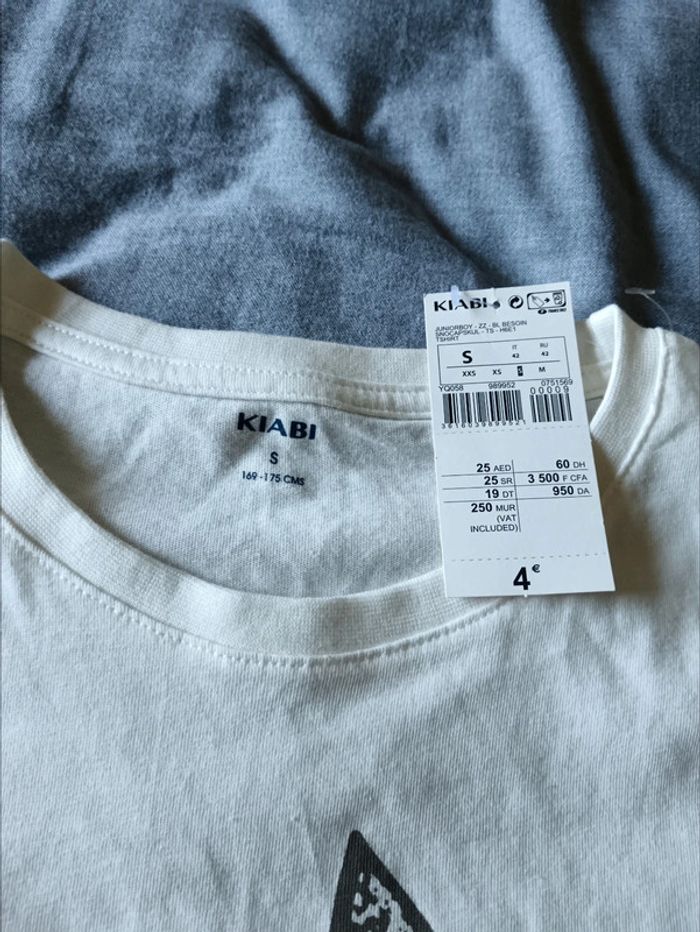 KIABI
S
169-175 CMS
KIABI
JUNIORBOY - ZZ - BL BESOIN
SNOCAPSKUL - TS - H6E1
TSHIRT
S IT 42 RU 42
XXS XS S M
YQ058 989952 0751569
00009
3616039899521
25 AED 60 DH
25 SR 3 500 F CFA
19 DT 950 DA
250 MUR
(VAT
INCLUDED)
4€